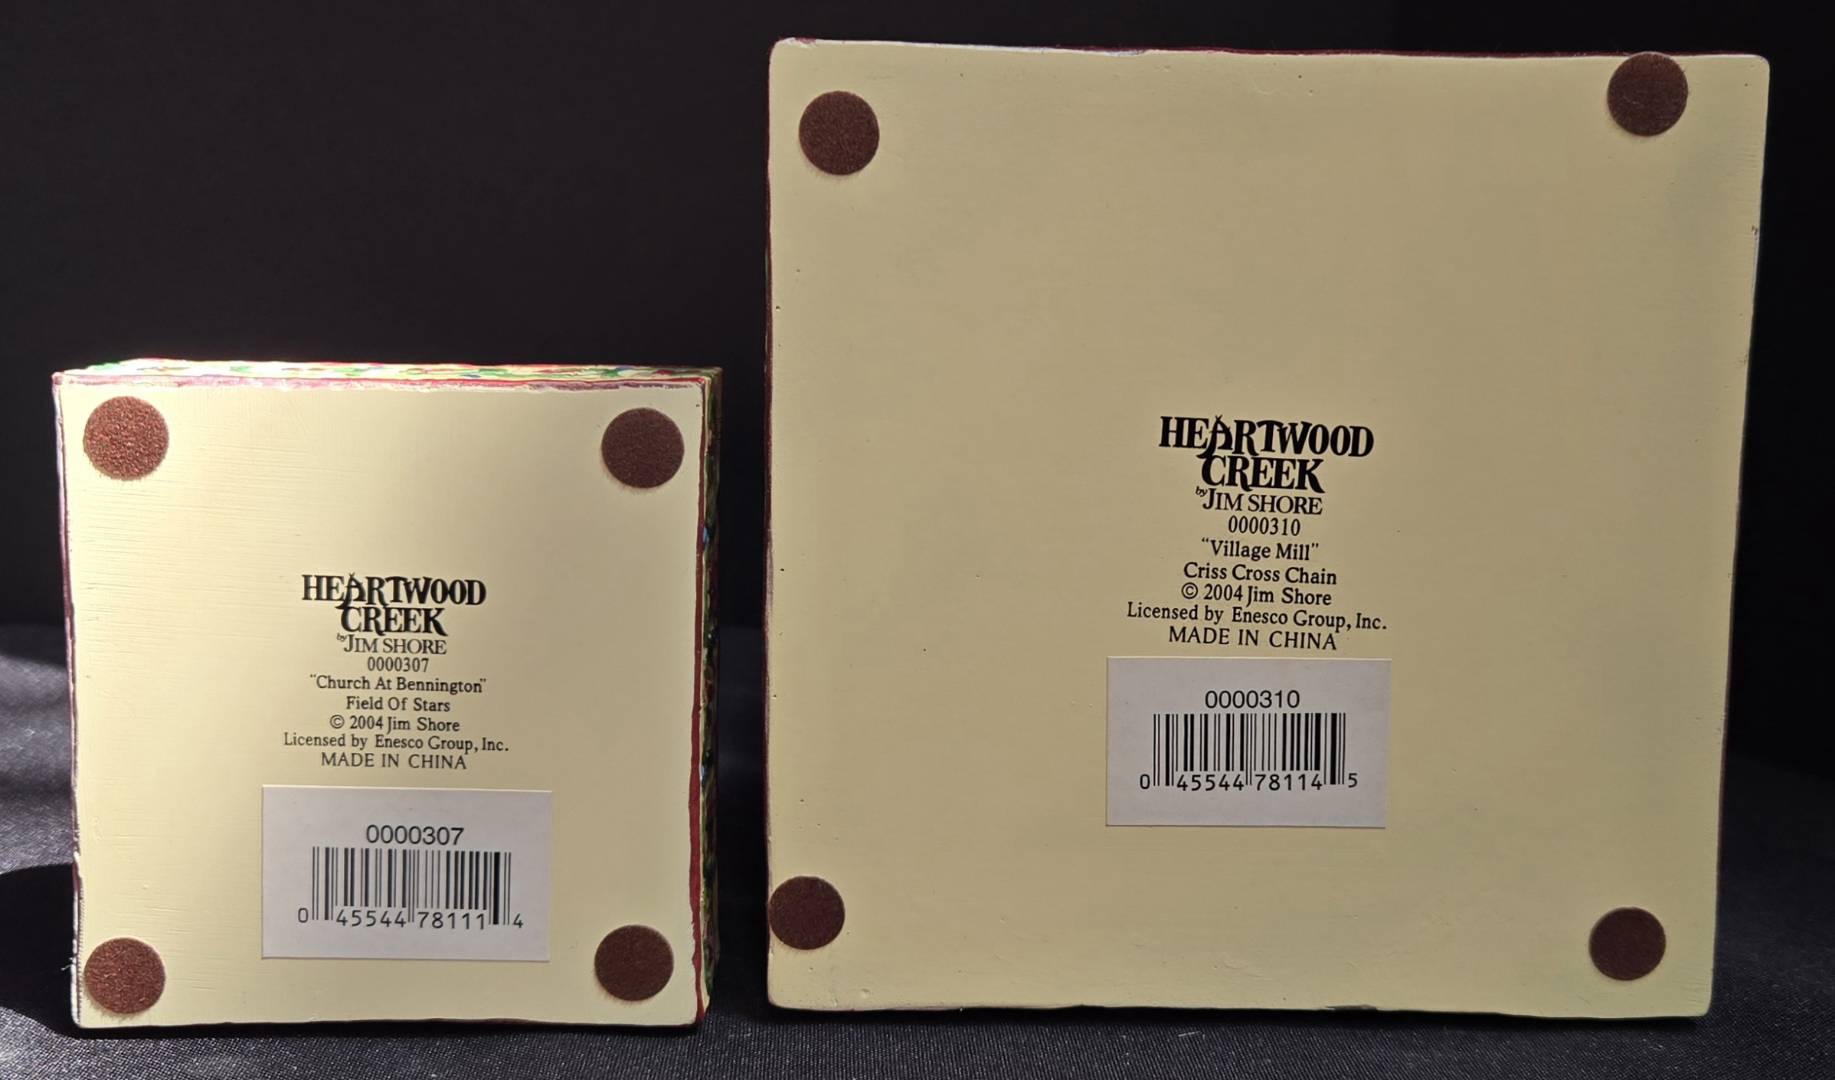 HEARTWOOD
CREEK
by JIM SHORE
0000307
"Church At Bennington"
Field Of Stars
© 2004 Jim Shore
Licensed by Enesco Group, Inc.
MADE IN CHINA
0000307
0 45544 78111 4
HEARTWOOD
CREEK
by JIM SHORE
0000310
"Village Mill"
Criss Cross Chain
© 2004 Jim Shore
Licensed by Enesco Group, Inc.
MADE IN CHINA
0000310
0 45544 78114 5